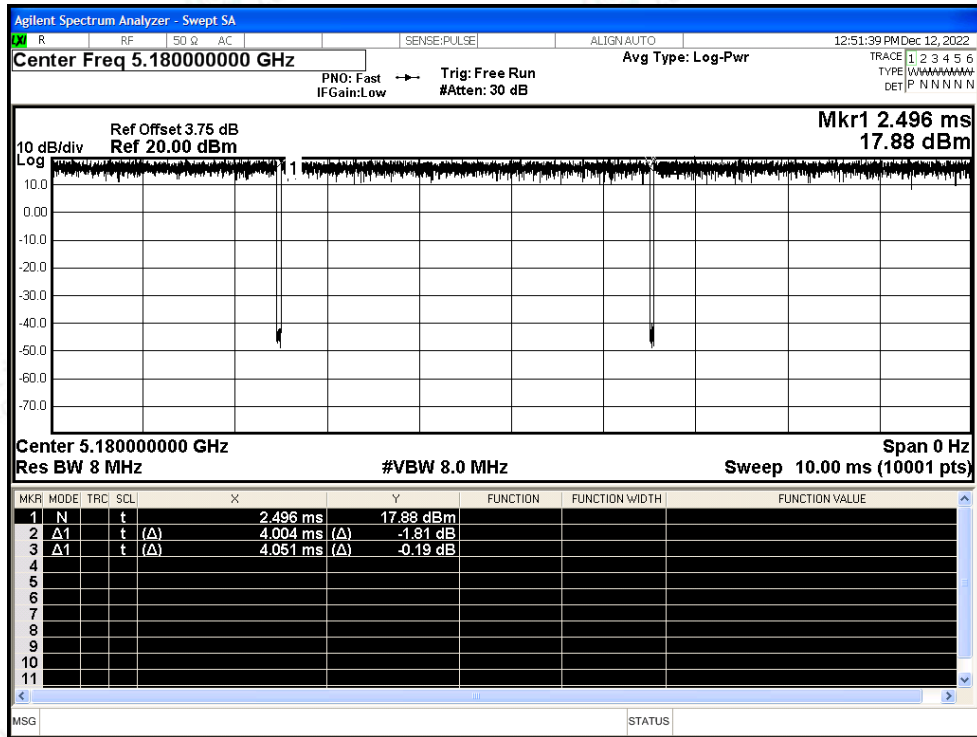 Agilent Spectrum Analyzer - Swept SA
LXI R RF 50 Ω AC SENSE:PULSE ALIGN AUTO 12:51:39 PM Dec 12, 2022
Center Freq 5.180000000 GHz
Avg Type: Log-Pwr
TRACE 1 2 3 4 5 6
PNO: Fast
Trig: Free Run
TYPE W
IFGain:Low
#Atten: 30 dB
DET P N N N N N
Mkr1 2.496 ms
17.88 dBm
Ref Offset 3.75 dB
10 dB/div Ref 20.00 dBm
Log
1
10.0
0.00
-10.0
-20.0
-30.0
-40.0
-50.0
-60.0
-70.0
Center 5.180000000 GHz Span 0 Hz
Res BW 8 MHz #VBW 8.0 MHz Sweep 10.00 ms (10001 pts)
MKR MODE TRC SCL X Y FUNCTION FUNCTION WIDTH FUNCTION VALUE
1 N t 2.496 ms 17.88 dBm
2 Δ1 t (Δ) 4.004 ms (Δ) -1.81 dB
3 Δ1 t (Δ) 4.051 ms (Δ) -0.19 dB
4
5
6
7
8
9
10
11
MSG STATUS